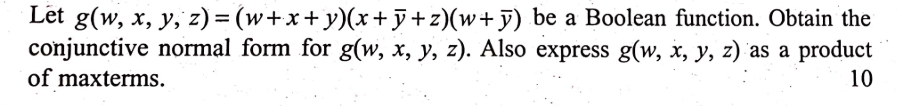 Let g(w, x, y, z) = (w+x+y)(x+ȳ+z)(w+ȳ) be a Boolean function. Obtain the
conjunctive normal form for g(w, x, y, z). Also express g(w, x, y, z) as a product
of maxterms. 10